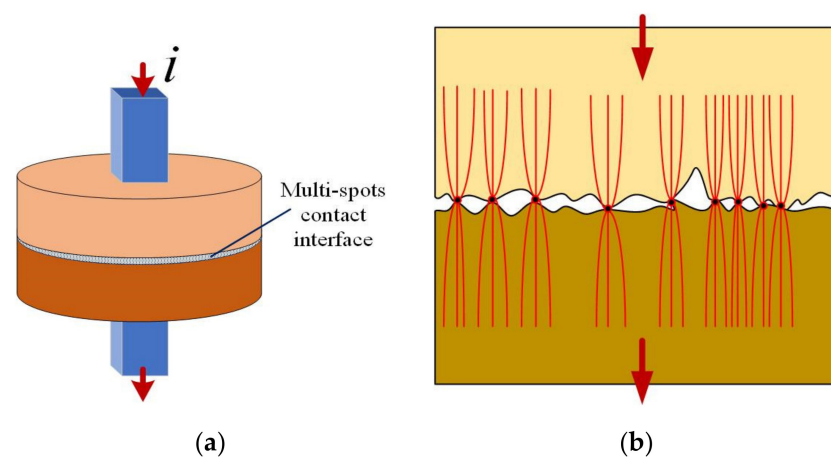 i
Multi-spots
contact
interface
(a)
(b)